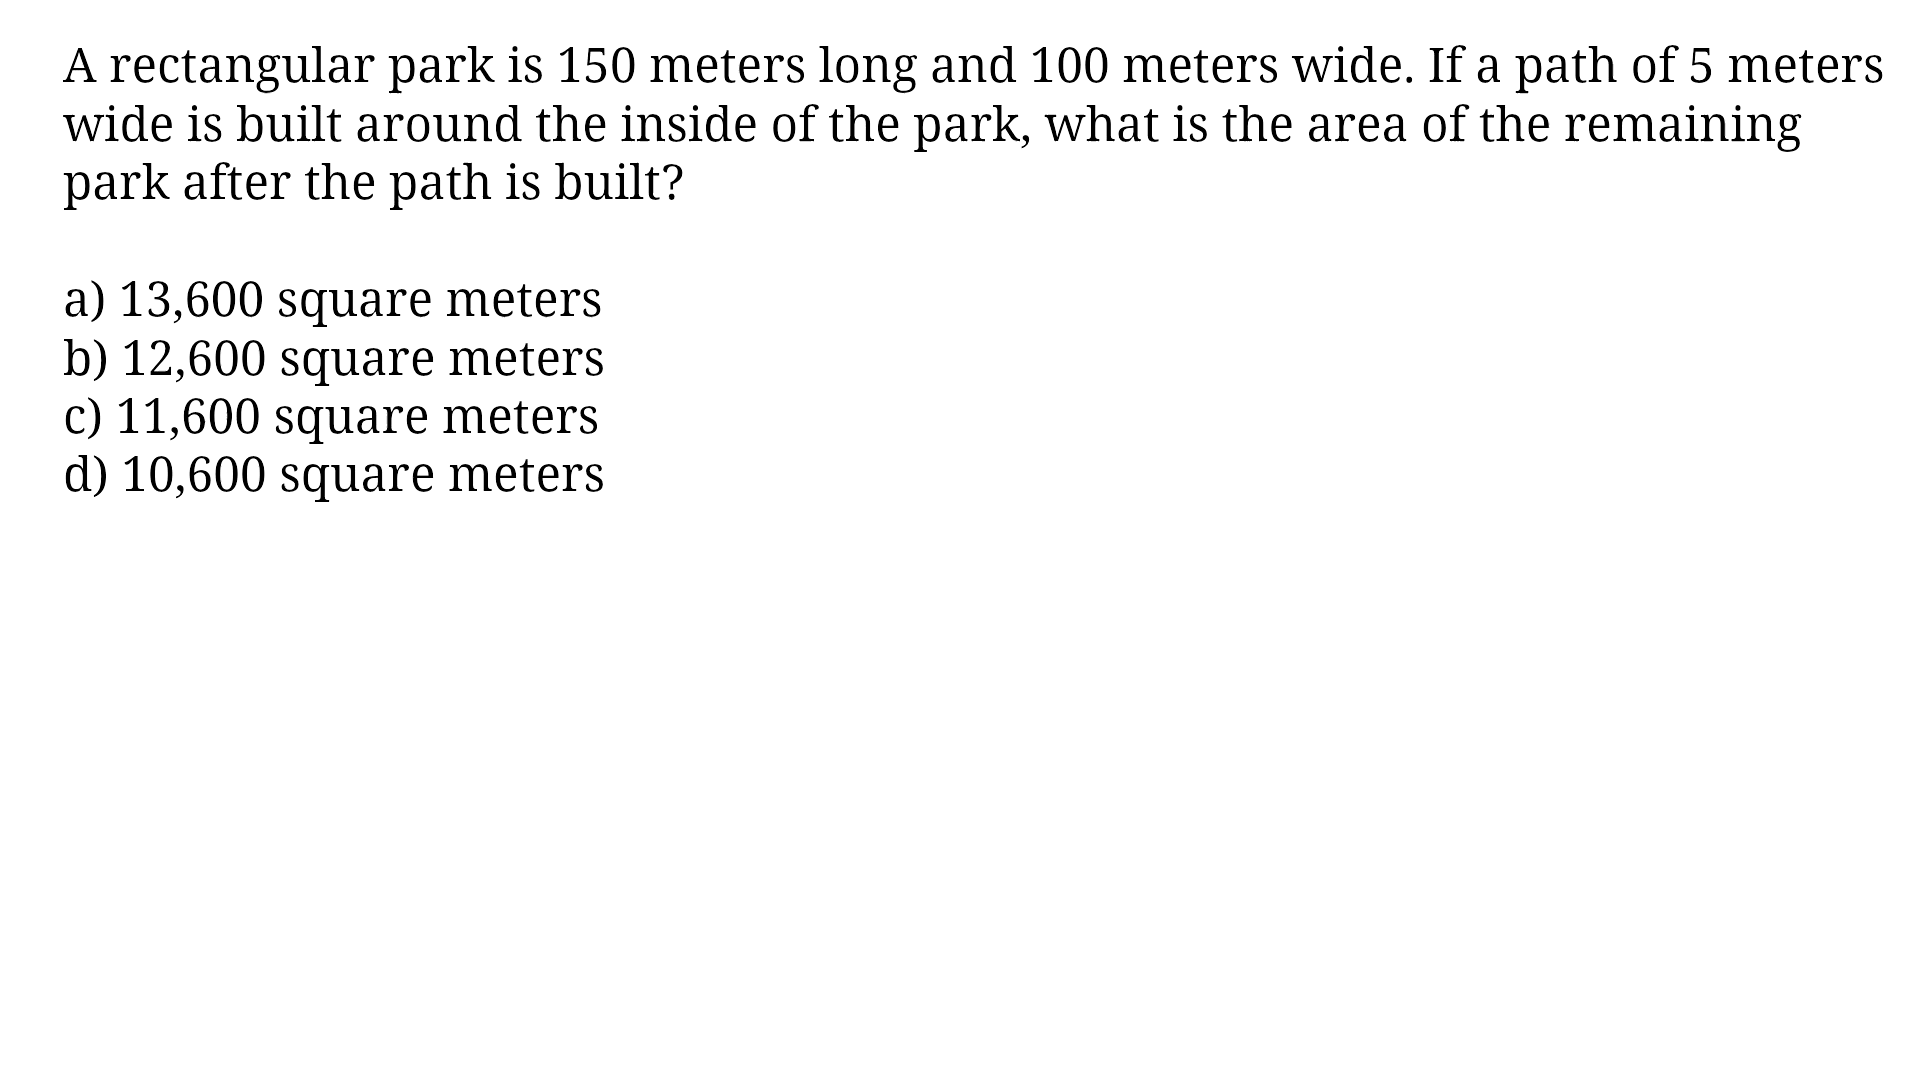 A rectangular park is 150 meters long and 100 meters wide. If a path of 5 meters
wide is built around the inside of the park, what is the area of the remaining
park after the path is built?
a) 13,600 square meters
b) 12,600 square meters
c) 11,600 square meters
d) 10,600 square meters